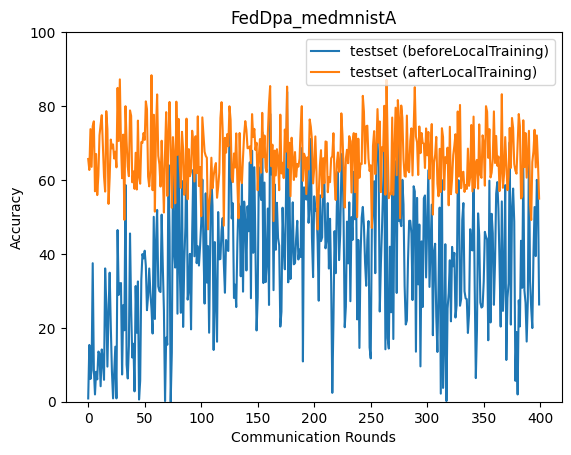 FedDpa_medmnistA
testset (beforeLocalTraining)
testset (afterLocalTraining)
100
80
60
40
20
0
Accuracy
0 50 100 150 200 250 300 350 400
Communication Rounds